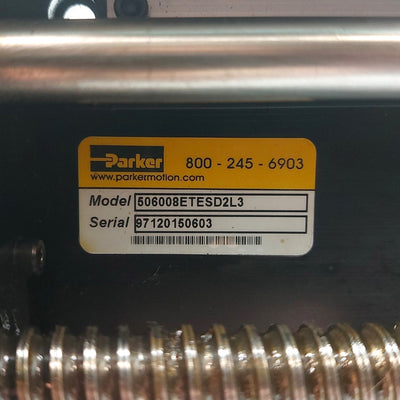 Parker 800 - 245 - 6903
www.parkermotion.com
Model 506008ETESD2L3
Serial 97120150603